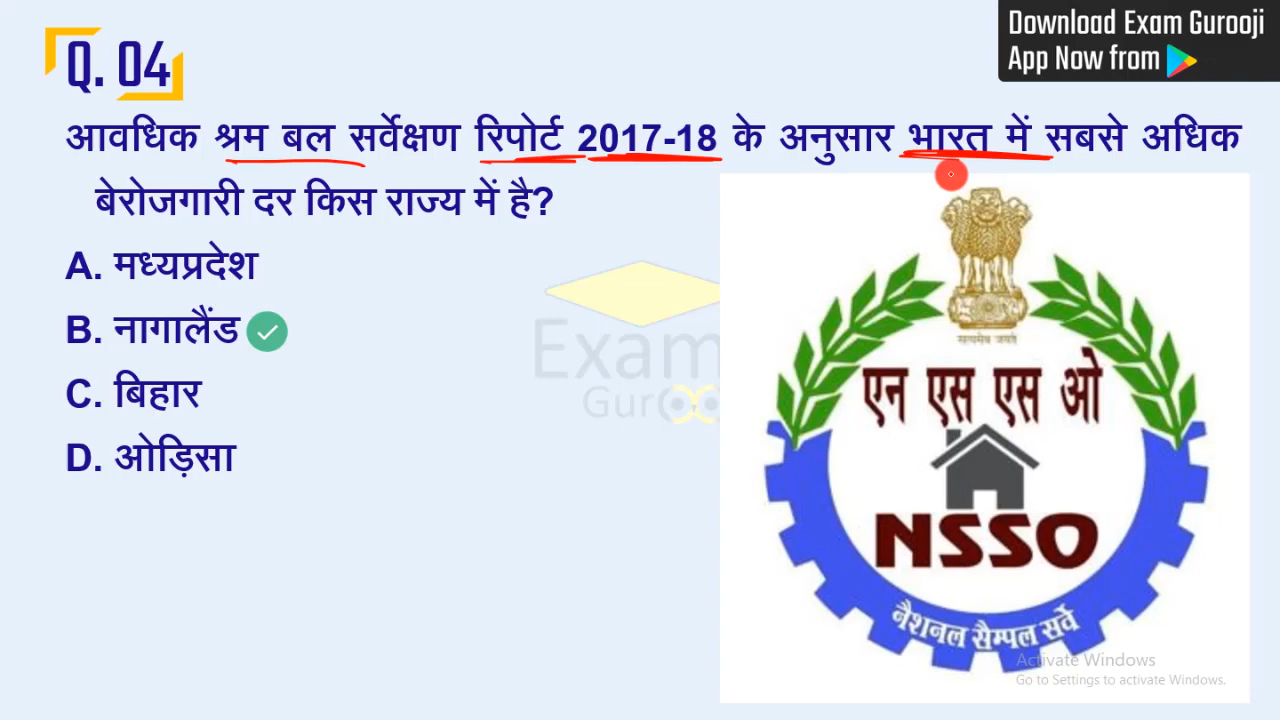 Download Exam Gurooji
App Now from
Q. 04
आवधिक श्रम बल सर्वेक्षण रिपोर्ट 2017-18 के अनुसार भारत में सबसे अधिक
बेरोजगारी दर किस राज्य में है?
A. मध्यप्रदेश
B. नागालैंड
C. बिहार
D. ओड़िसा
Exam
Gur
सत्यमेव जयते
एन एस एस ओ
NSSO
नैशनल सैम्पल सर्वे
Activate Windows
Go to Settings to activate Windows.